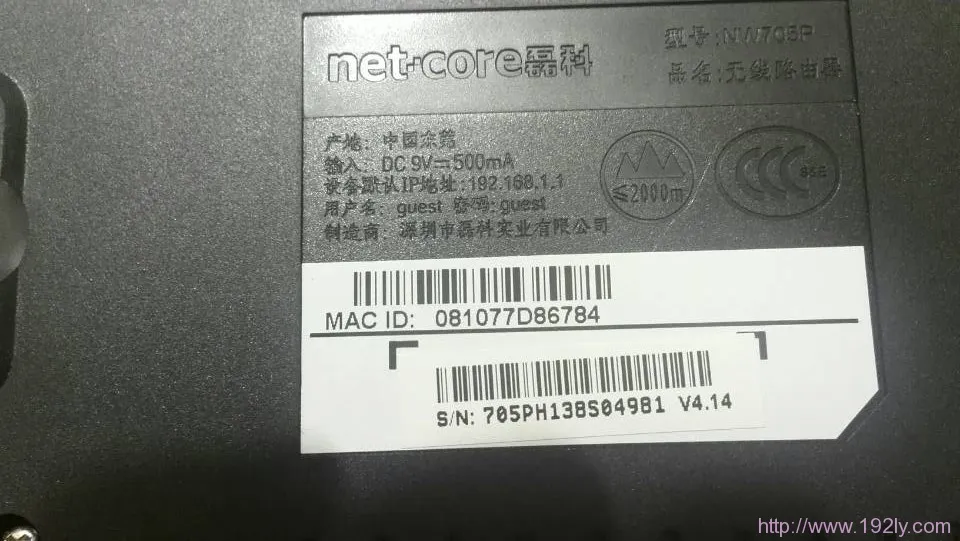 net-core磊科
型号:NW705P
品名:无线路由器
产地: 中国东莞
输入: DC 9V⎓500mA
设备默认IP地址:192.168.1.1
用户名: guest 密码:guest
制造商: 深圳市磊科实业有限公司
≤2000m
CCC S&E
MAC ID: 081077D86784
S/N: 705PH138S04981 V4.14
http://www.192ly.com